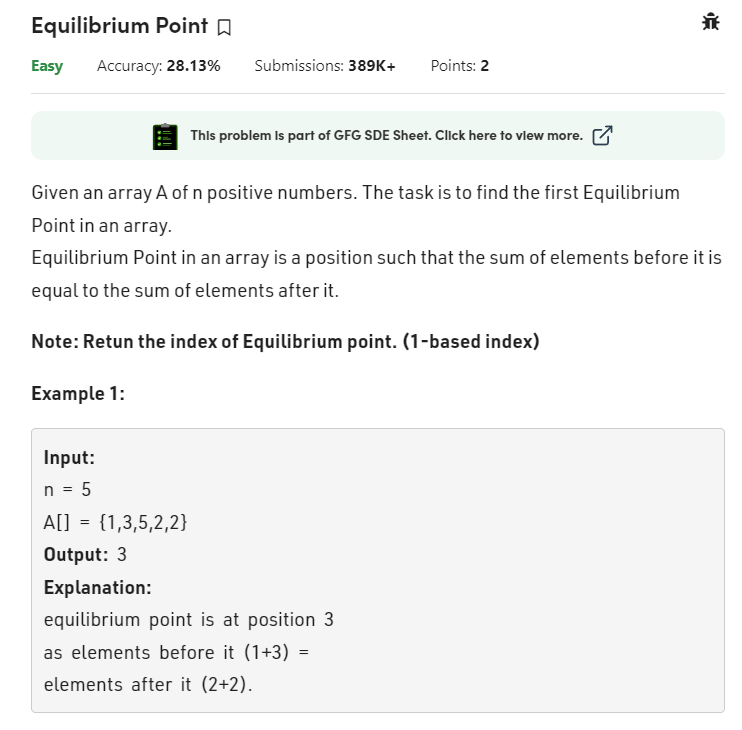 Equilibrium Point
Easy Accuracy: 28.13% Submissions: 389K+ Points: 2
This problem is part of GFG SDE Sheet. Click here to view more.
Given an array A of n positive numbers. The task is to find the first Equilibrium
Point in an array.
Equilibrium Point in an array is a position such that the sum of elements before it is
equal to the sum of elements after it.
Note: Retun the index of Equilibrium point. (1-based index)
Example 1:
Input:
n = 5
A[] = {1,3,5,2,2}
Output: 3
Explanation:
equilibrium point is at position 3
as elements before it (1+3) =
elements after it (2+2).